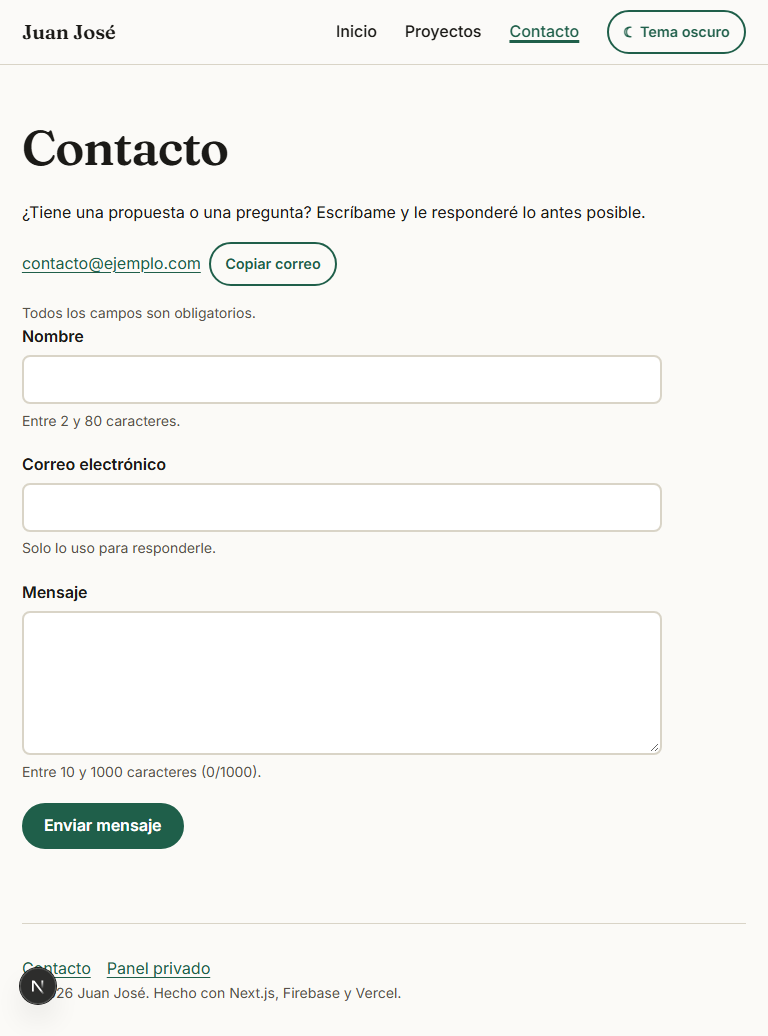 Juan José
Inicio Proyectos Contacto ☾ Tema oscuro
Contacto
¿Tiene una propuesta o una pregunta? Escríbame y le responderé lo antes posible.
contacto@ejemplo.com Copiar correo
Todos los campos son obligatorios.
Nombre
Entre 2 y 80 caracteres.
Correo electrónico
Solo lo uso para responderle.
Mensaje
Entre 10 y 1000 caracteres (0/1000).
Enviar mensaje
Contacto Panel privado
N
26 Juan José. Hecho con Next.js, Firebase y Vercel.